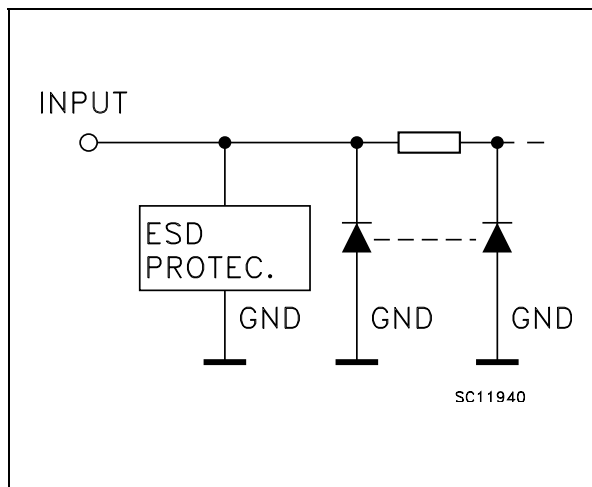 INPUT
ESD
PROTEC.
GND
GND
GND
SC11940